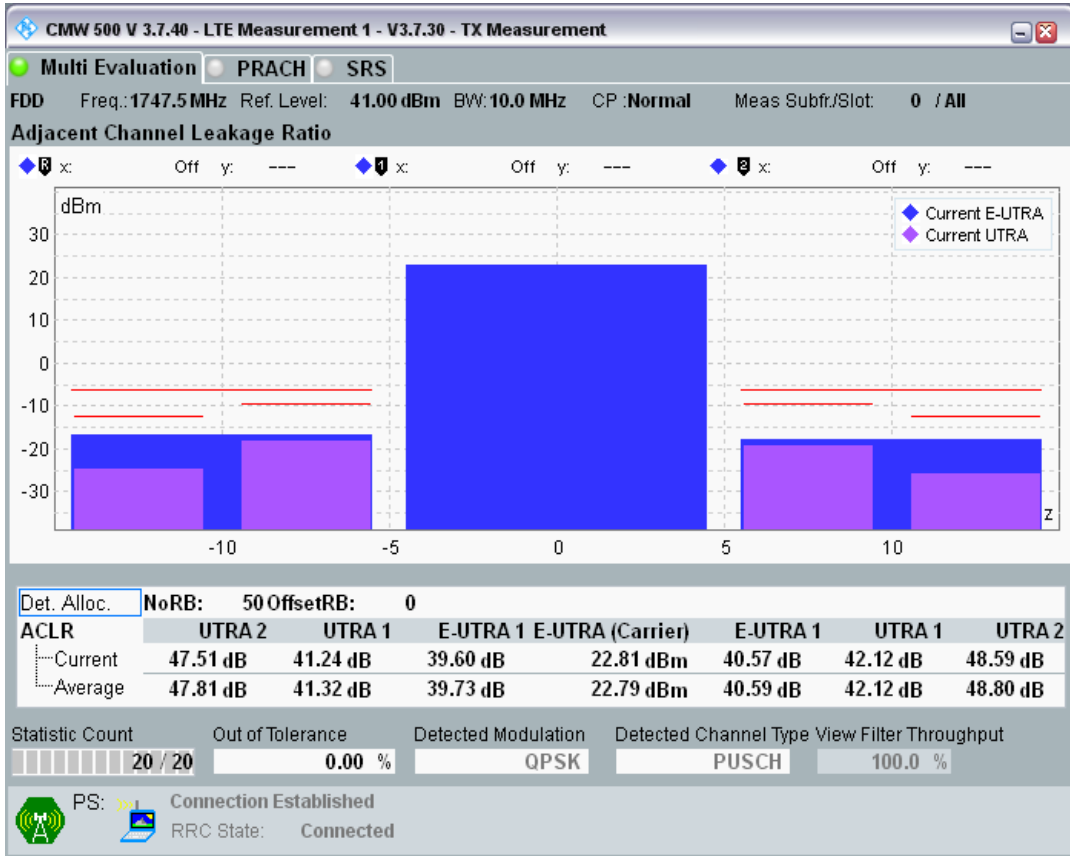 CMW 500 V 3.7.40 - LTE Measurement 1 - V3.7.30 - TX Measurement
Multi Evaluation PRACH SRS
FDD Freq.:1747.5 MHz Ref. Level: 41.00 dBm BW:10.0 MHz CP :Normal Meas Subfr./Slot: 0 / All
Adjacent Channel Leakage Ratio
R x: Off y: --- 1 x: Off y: --- 2 x: Off y: ---
dBm
Current E-UTRA
Current UTRA
30
20
10
0
-10
-20
-30
z
-10 -5 0 5 10
Det. Alloc. NoRB: 50 OffsetRB: 0
ACLR UTRA 2 UTRA 1 E-UTRA 1 E-UTRA (Carrier) E-UTRA 1 UTRA 1 UTRA 2
Current 47.51 dB 41.24 dB 39.60 dB 22.81 dBm 40.57 dB 42.12 dB 48.59 dB
Average 47.81 dB 41.32 dB 39.73 dB 22.79 dBm 40.59 dB 42.12 dB 48.80 dB
Statistic Count Out of Tolerance Detected Modulation Detected Channel Type View Filter Throughput
20 / 20 0.00 % QPSK PUSCH 100.0 %
PS: Connection Established
RRC State: Connected